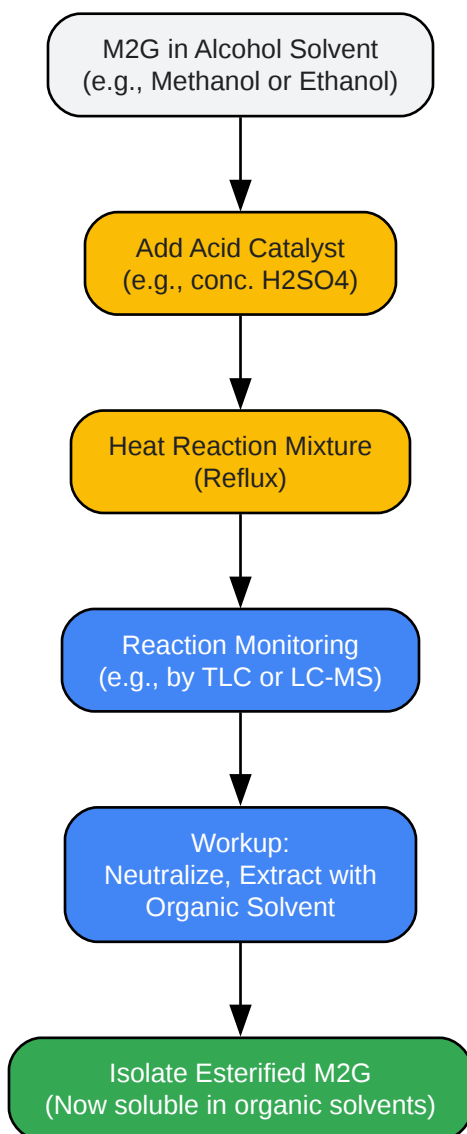 M2G in Alcohol Solvent
(e.g., Methanol or Ethanol)
Add Acid Catalyst
(e.g., conc. H2SO4)
Heat Reaction Mixture
(Reflux)
Reaction Monitoring
(e.g., by TLC or LC-MS)
Workup:
Neutralize, Extract with
Organic Solvent
Isolate Esterified M2G
(Now soluble in organic solvents)